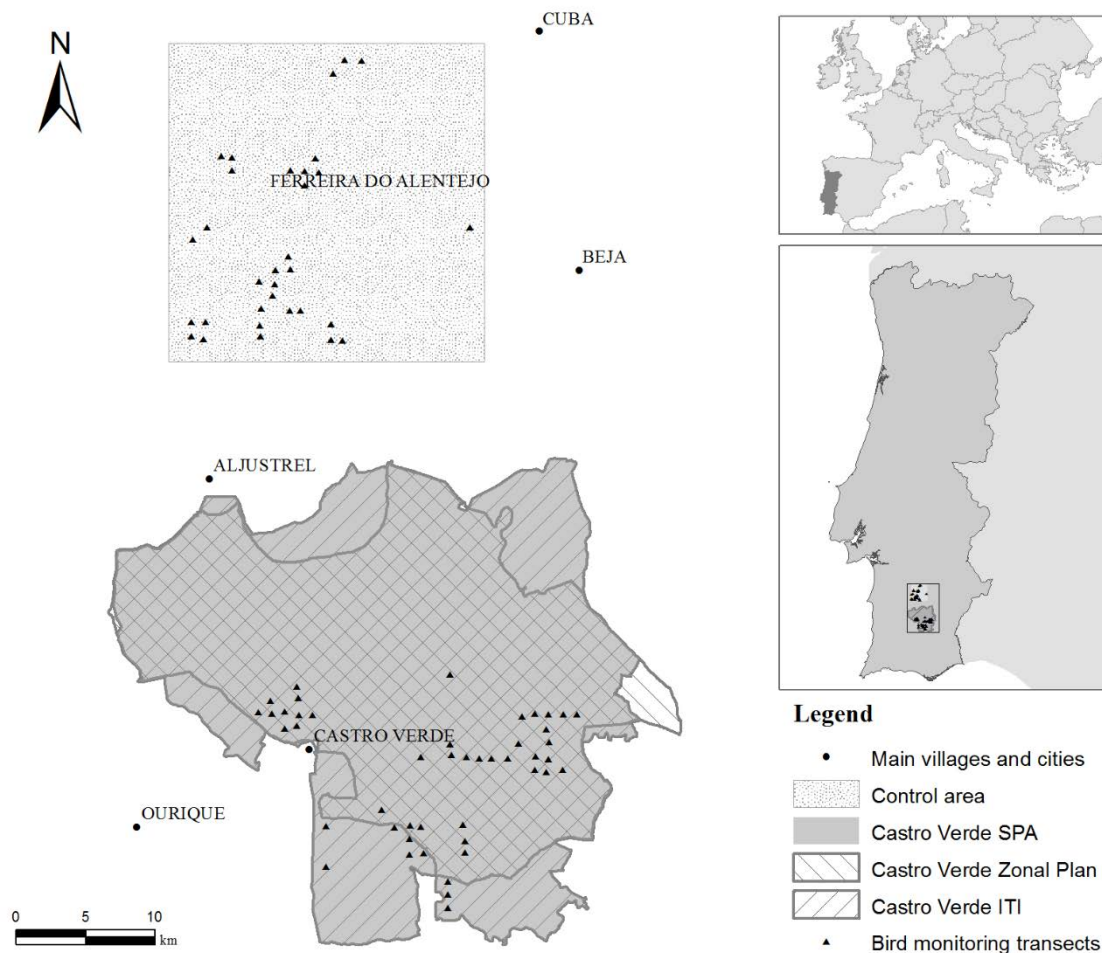 CUBA
N
FERREIRA DO ALENTEJO
BEJA
ALJUSTREL
CASTRO VERDE
OURIQUE
0 5 10
km
Legend
Main villages and cities
Control area
Castro Verde SPA
Castro Verde Zonal Plan
Castro Verde ITI
Bird monitoring transects